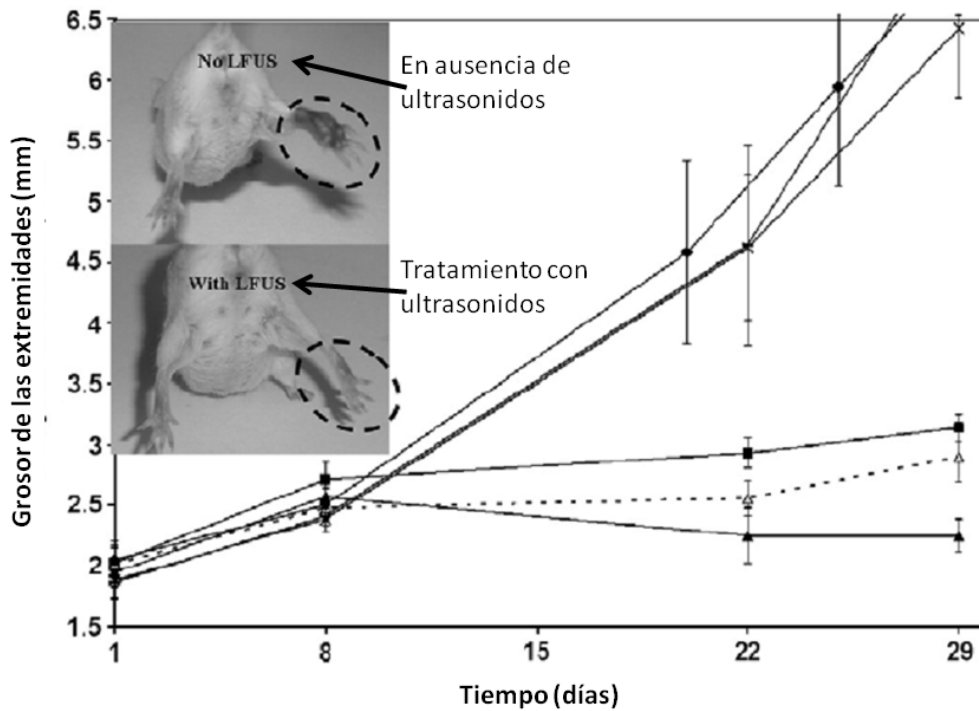 6.5
6
5.5
5
4.5
4
3.5
3
2.5
2
1.5
Grosor de las extremidades (mm)
No LFUS
En ausencia de
ultrasonidos
With LFUS
Tratamiento con
ultrasonidos
1
8
15
22
29
Tiempo (días)